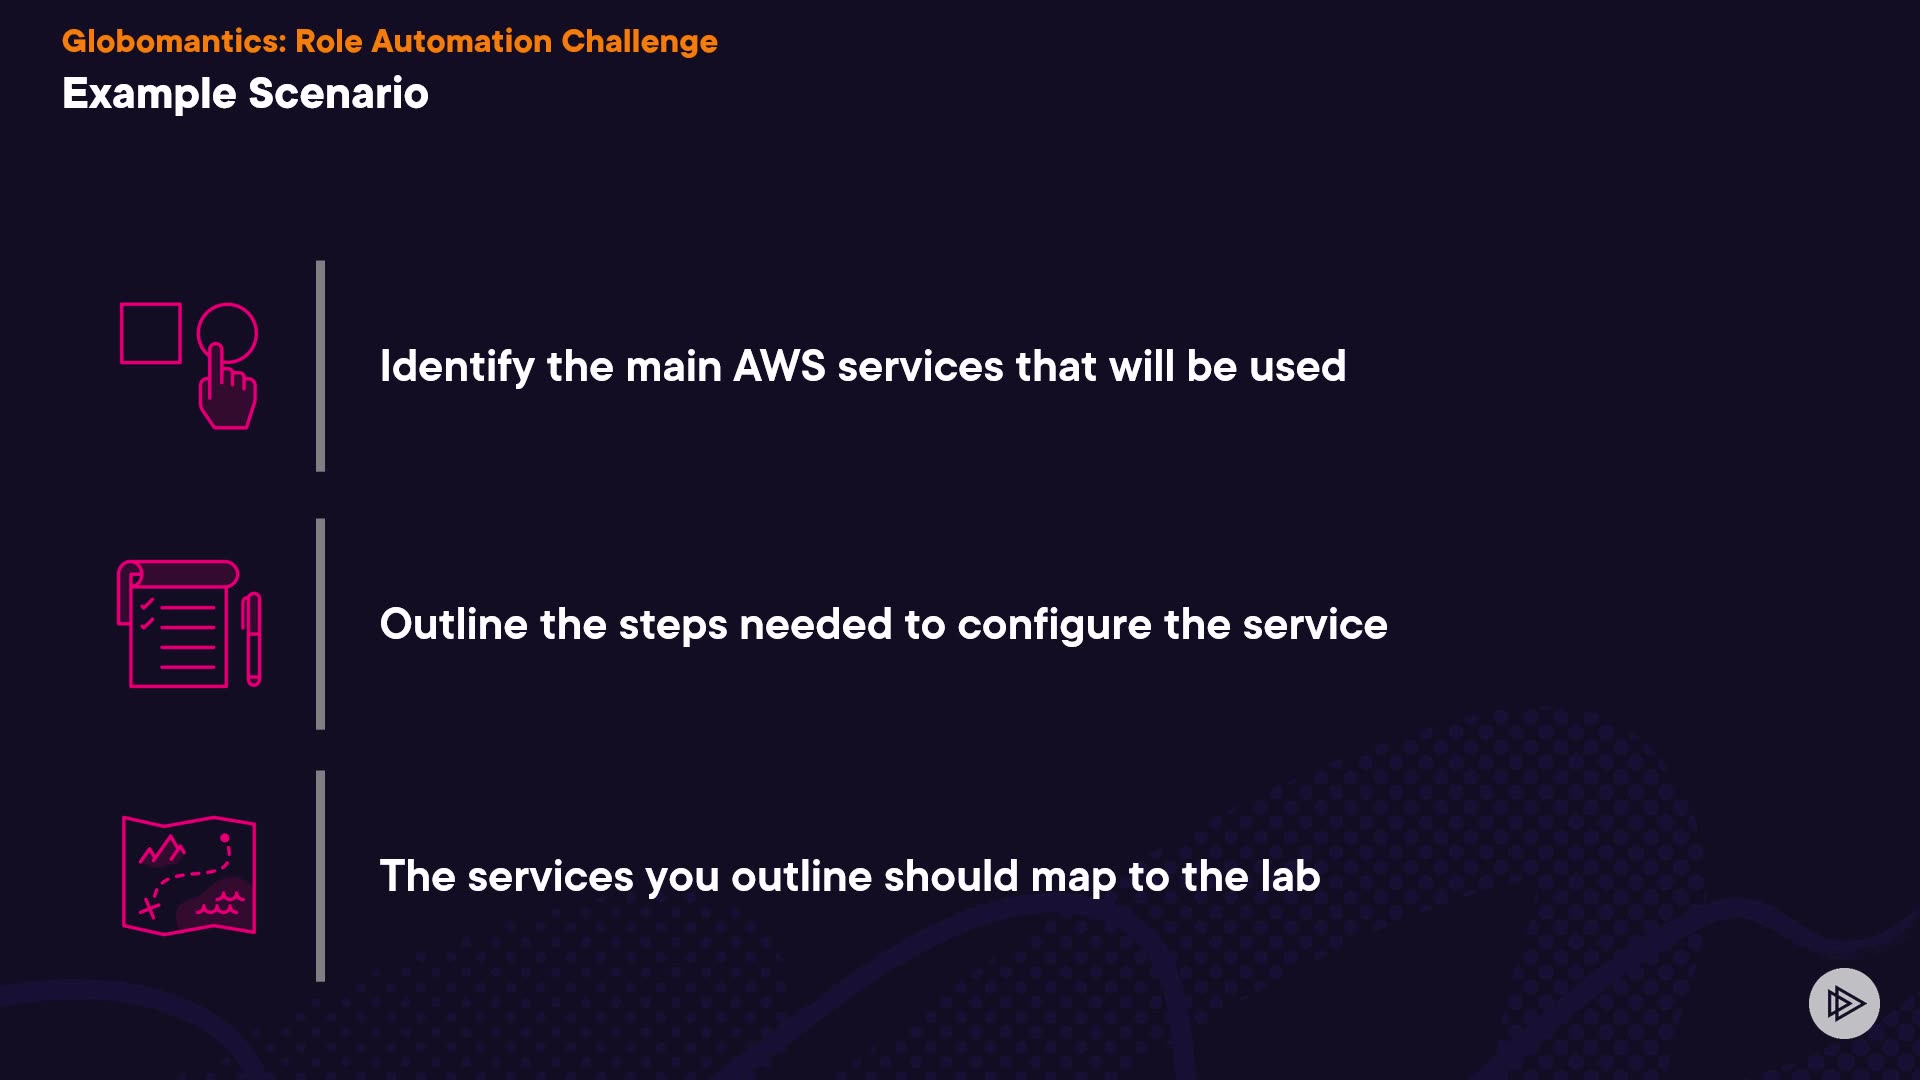 Globomantics: Role Automation Challenge
Example Scenario
Identify the main AWS services that will be used
Outline the steps needed to configure the service
The services you outline should map to the lab